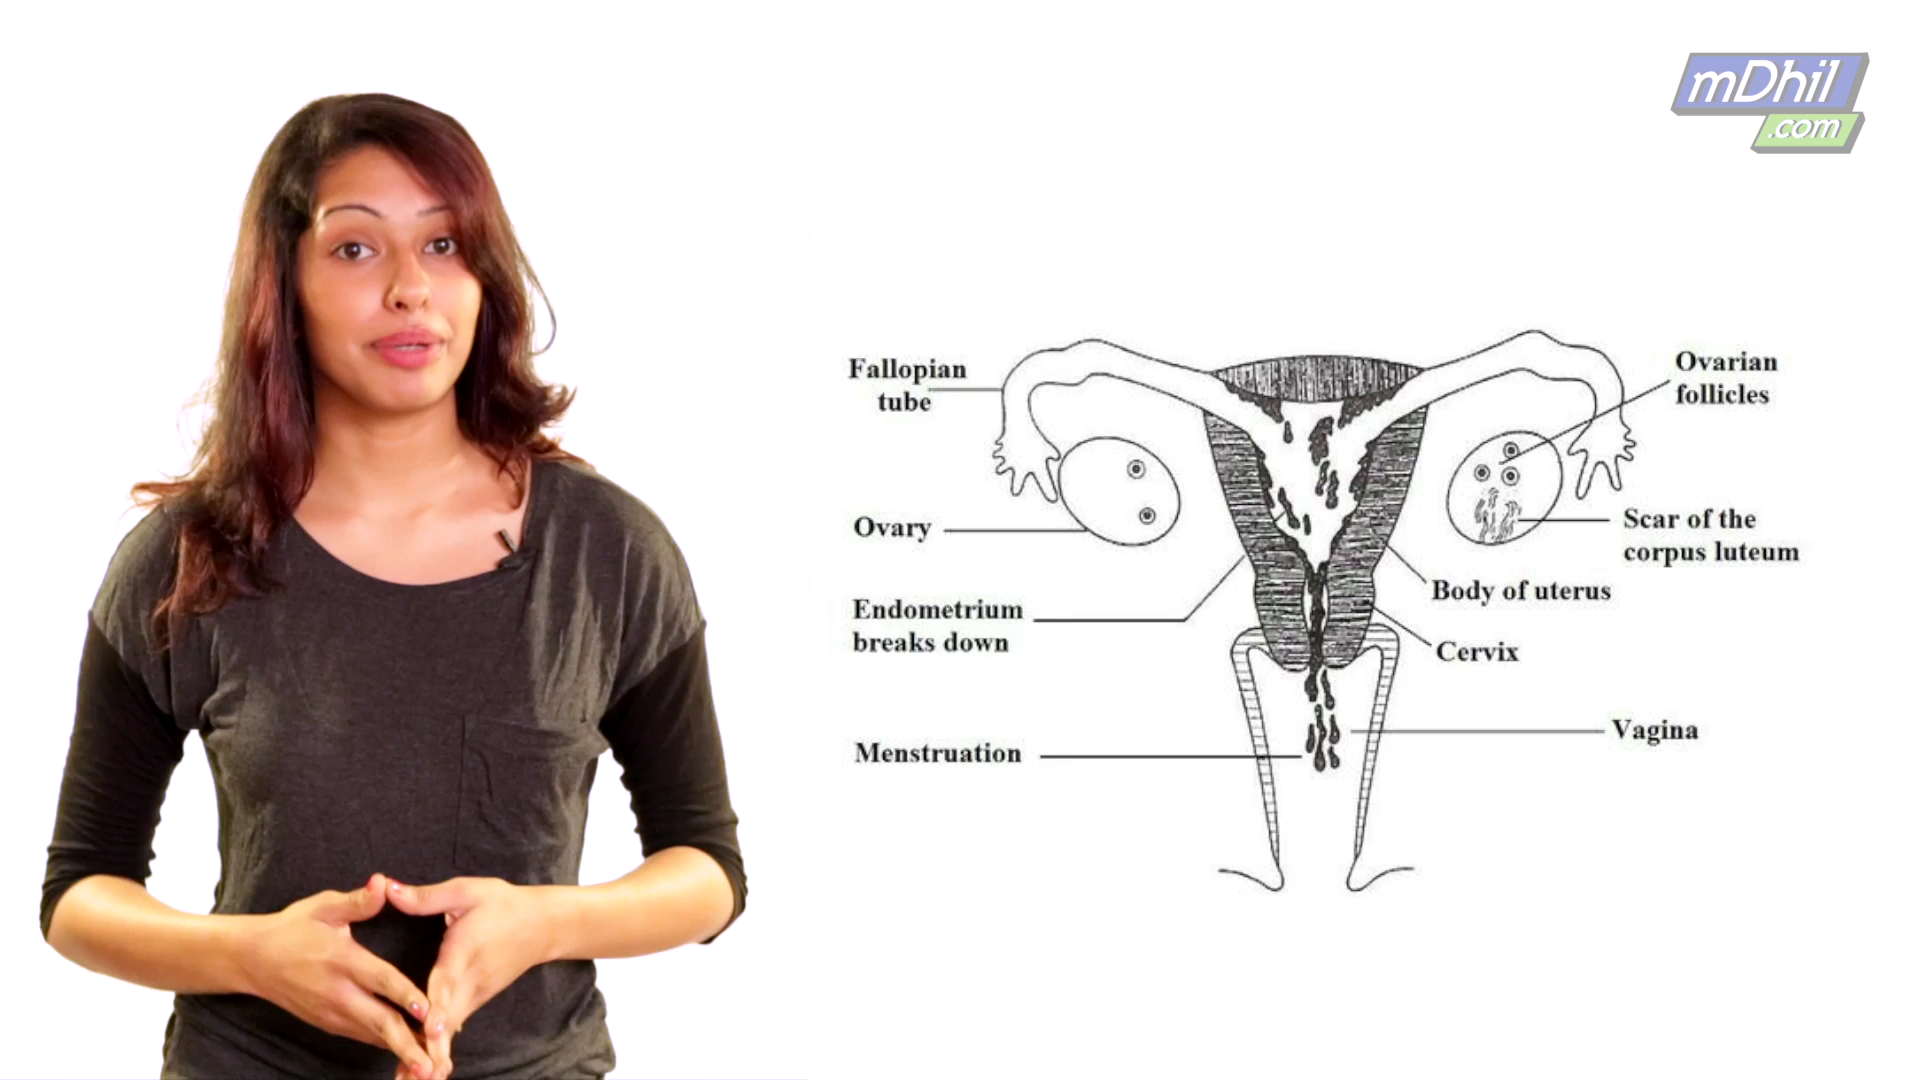 mDhil
.com
Fallopian
tube
Ovary
Endometrium
breaks down
Menstruation
Ovarian
follicles
Scar of the
corpus luteum
Body of uterus
Cervix
Vagina